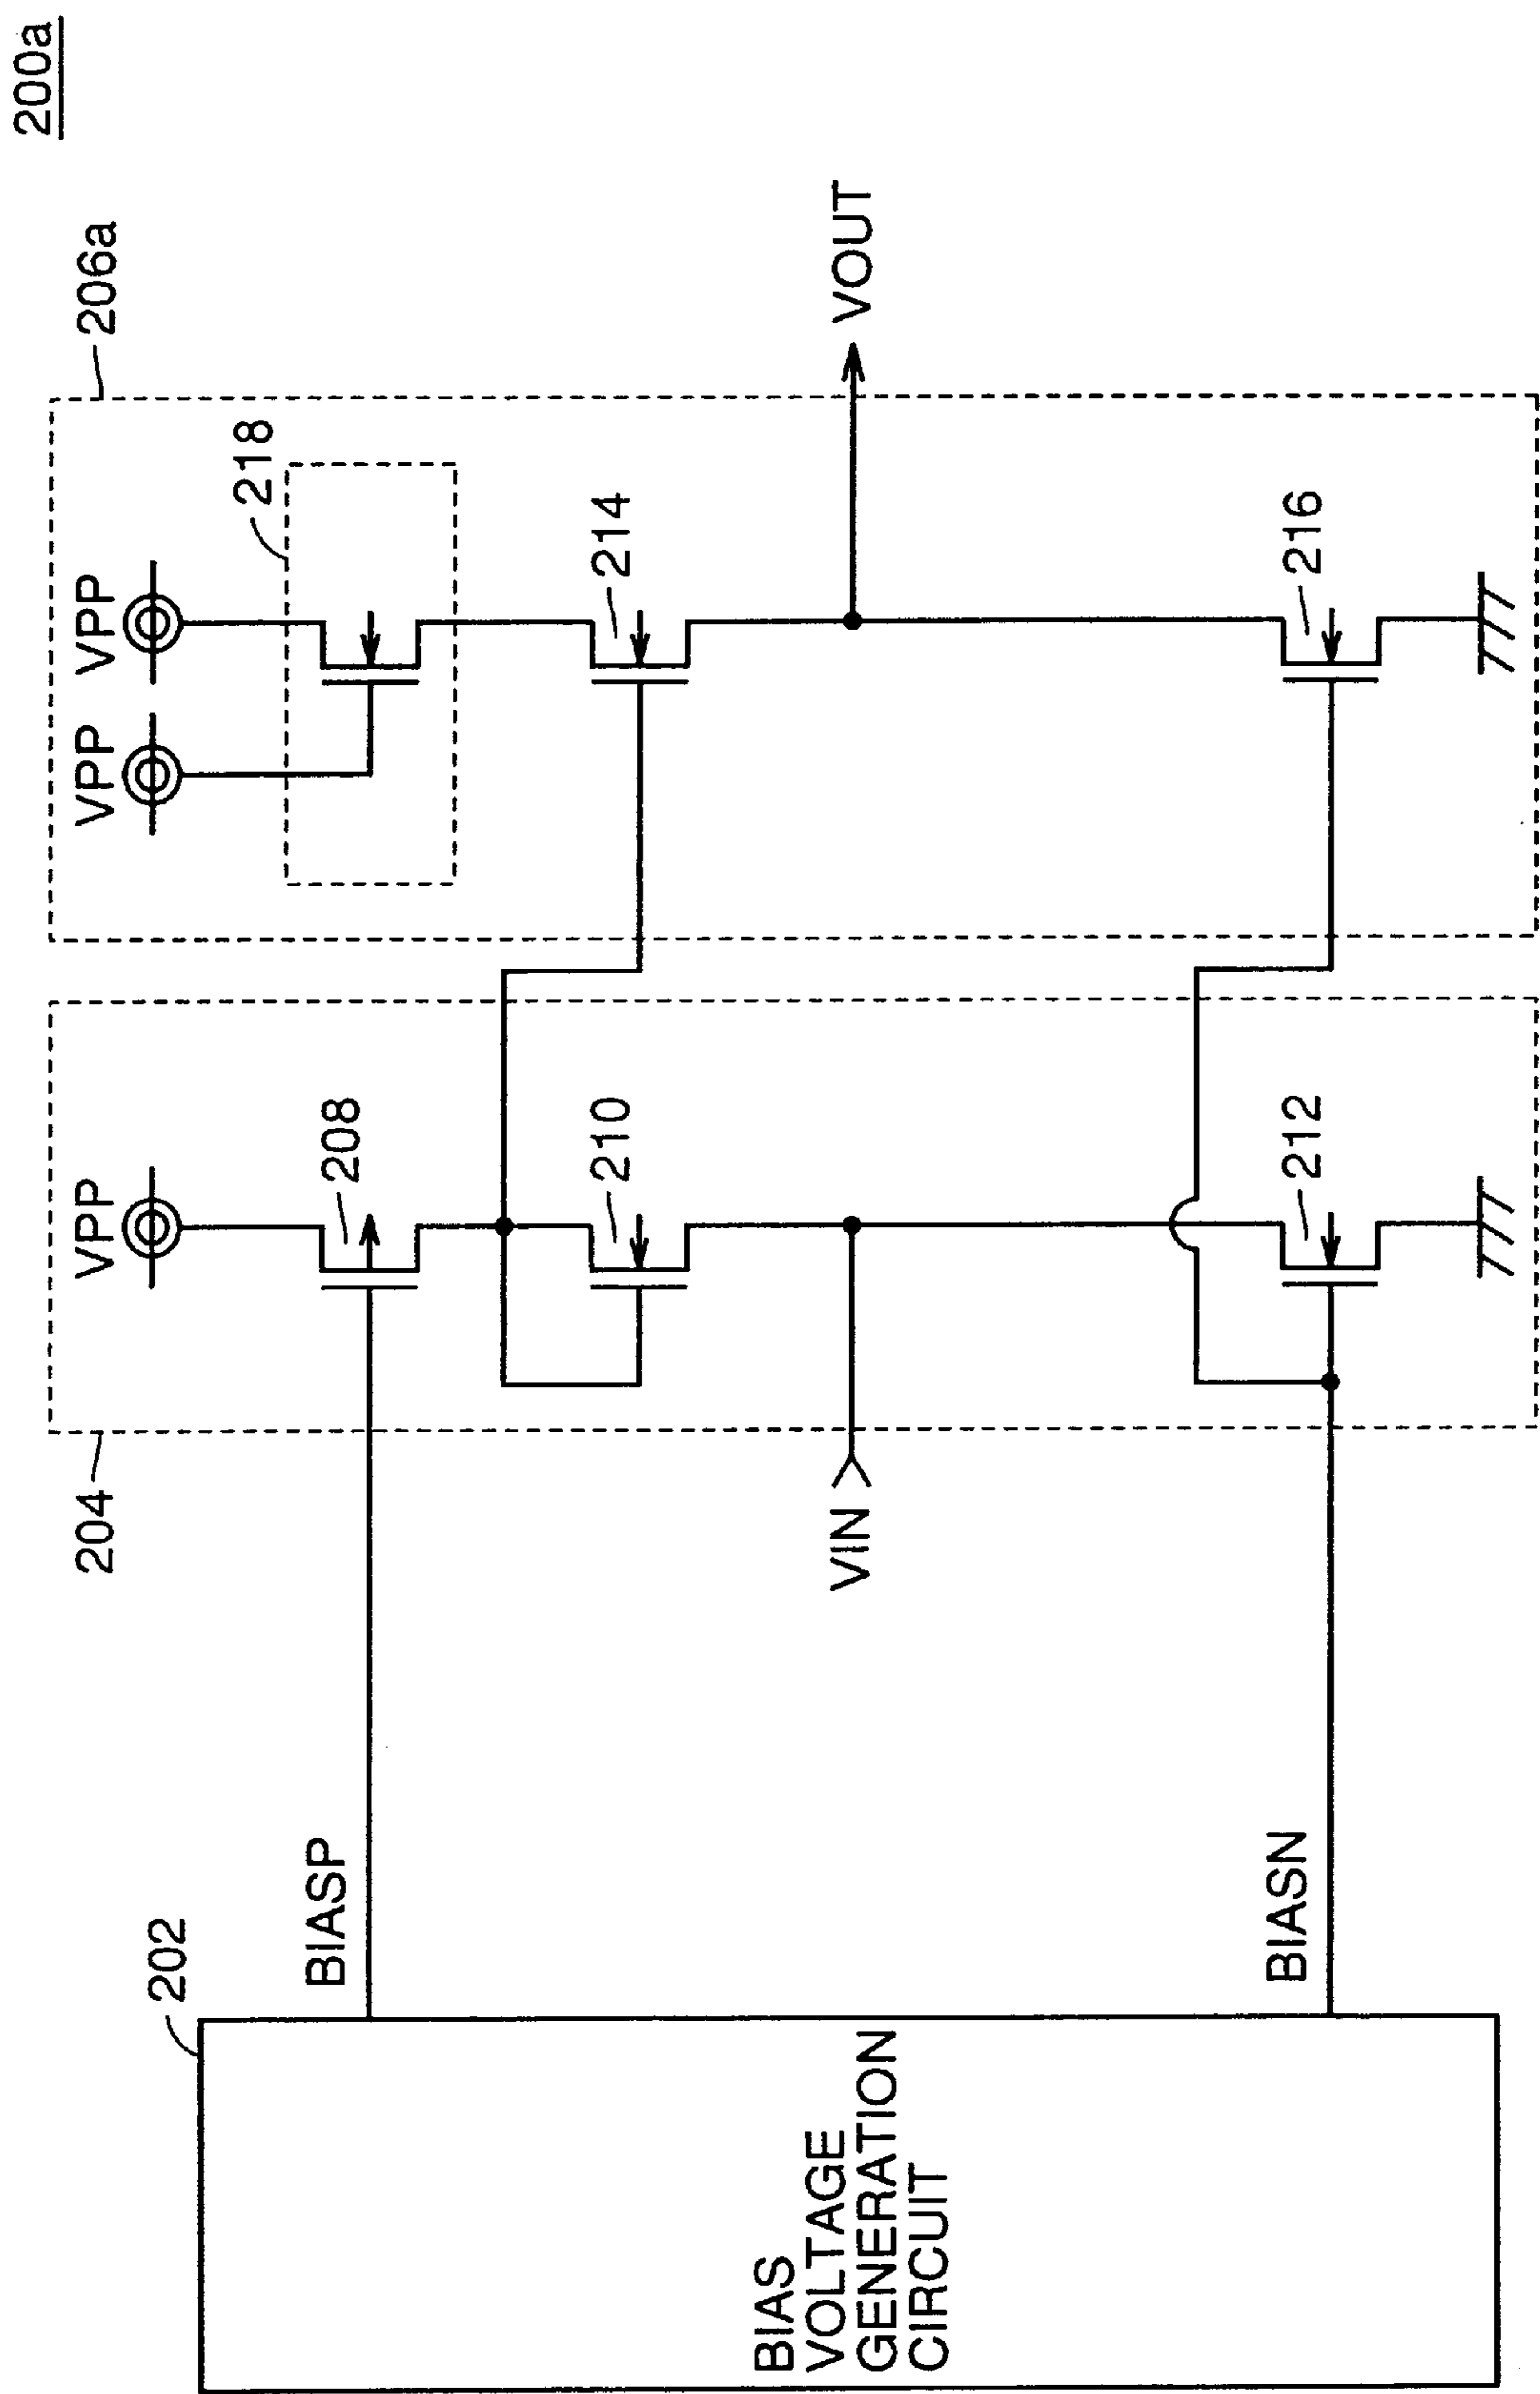 200a
206a
VPP
VPP
218
214
VOUT
216
204
VPP
208
210
VIN
212
202
BIASP
BIASN
BIAS
VOLTAGE
GENERATION
CIRCUIT